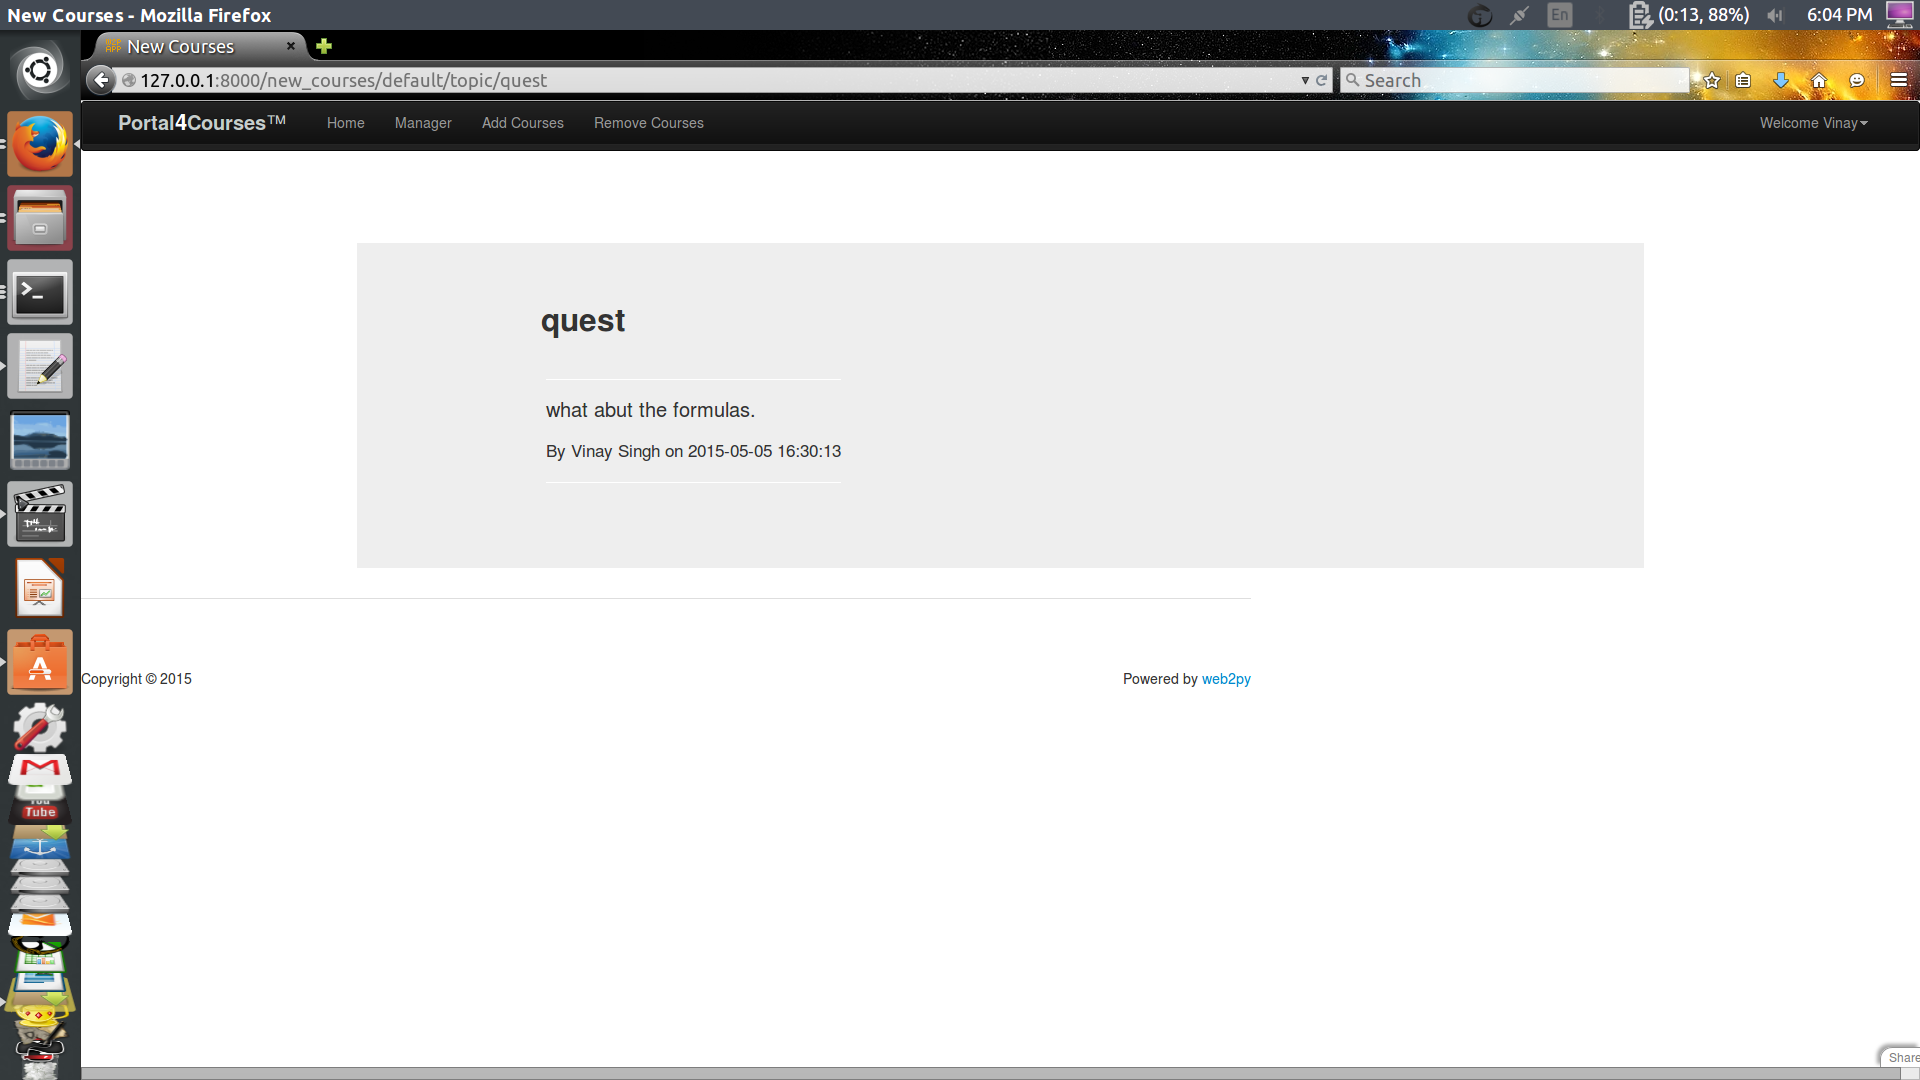 New Courses - Mozilla Firefox
En
(0:13, 88%)
6:04 PM
New Courses
127.0.0.1:8000/new_courses/default/topic/quest
Search
Portal4Courses™
Home
Manager
Add Courses
Remove Courses
Welcome Vinay
quest
what abut the formulas.
By Vinay Singh on 2015-05-05 16:30:13
Copyright © 2015
Powered by web2py
You
Tube
Share